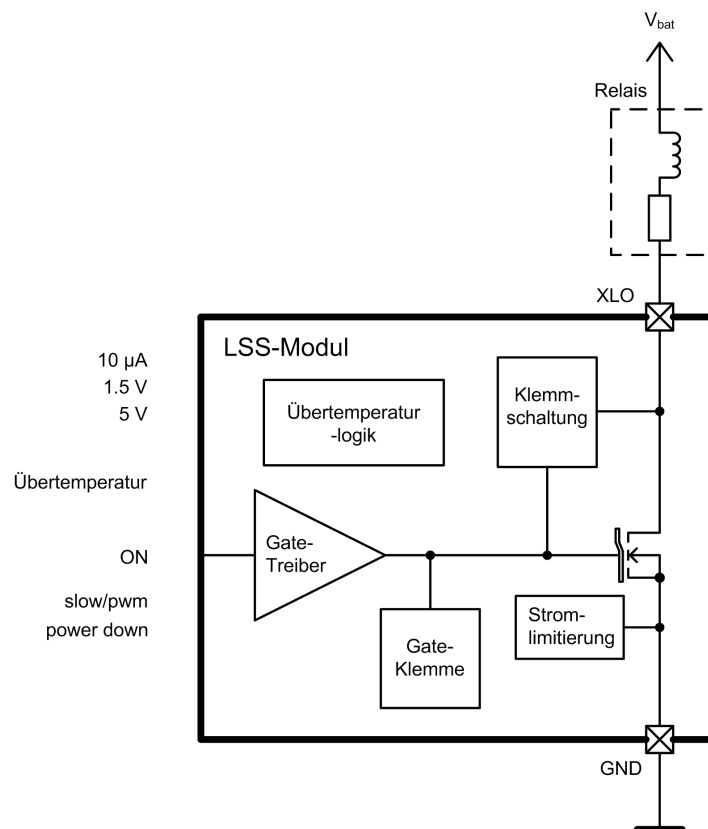 Vbat
Relais
XLO
LSS-Modul
10 µA
1.5 V
5 V
Übertemperatur
-logik
Klemm-
schaltung
Übertemperatur
Gate-
Treiber
ON
slow/pwm
power down
Gate-
Klemme
Strom-
limitierung
GND